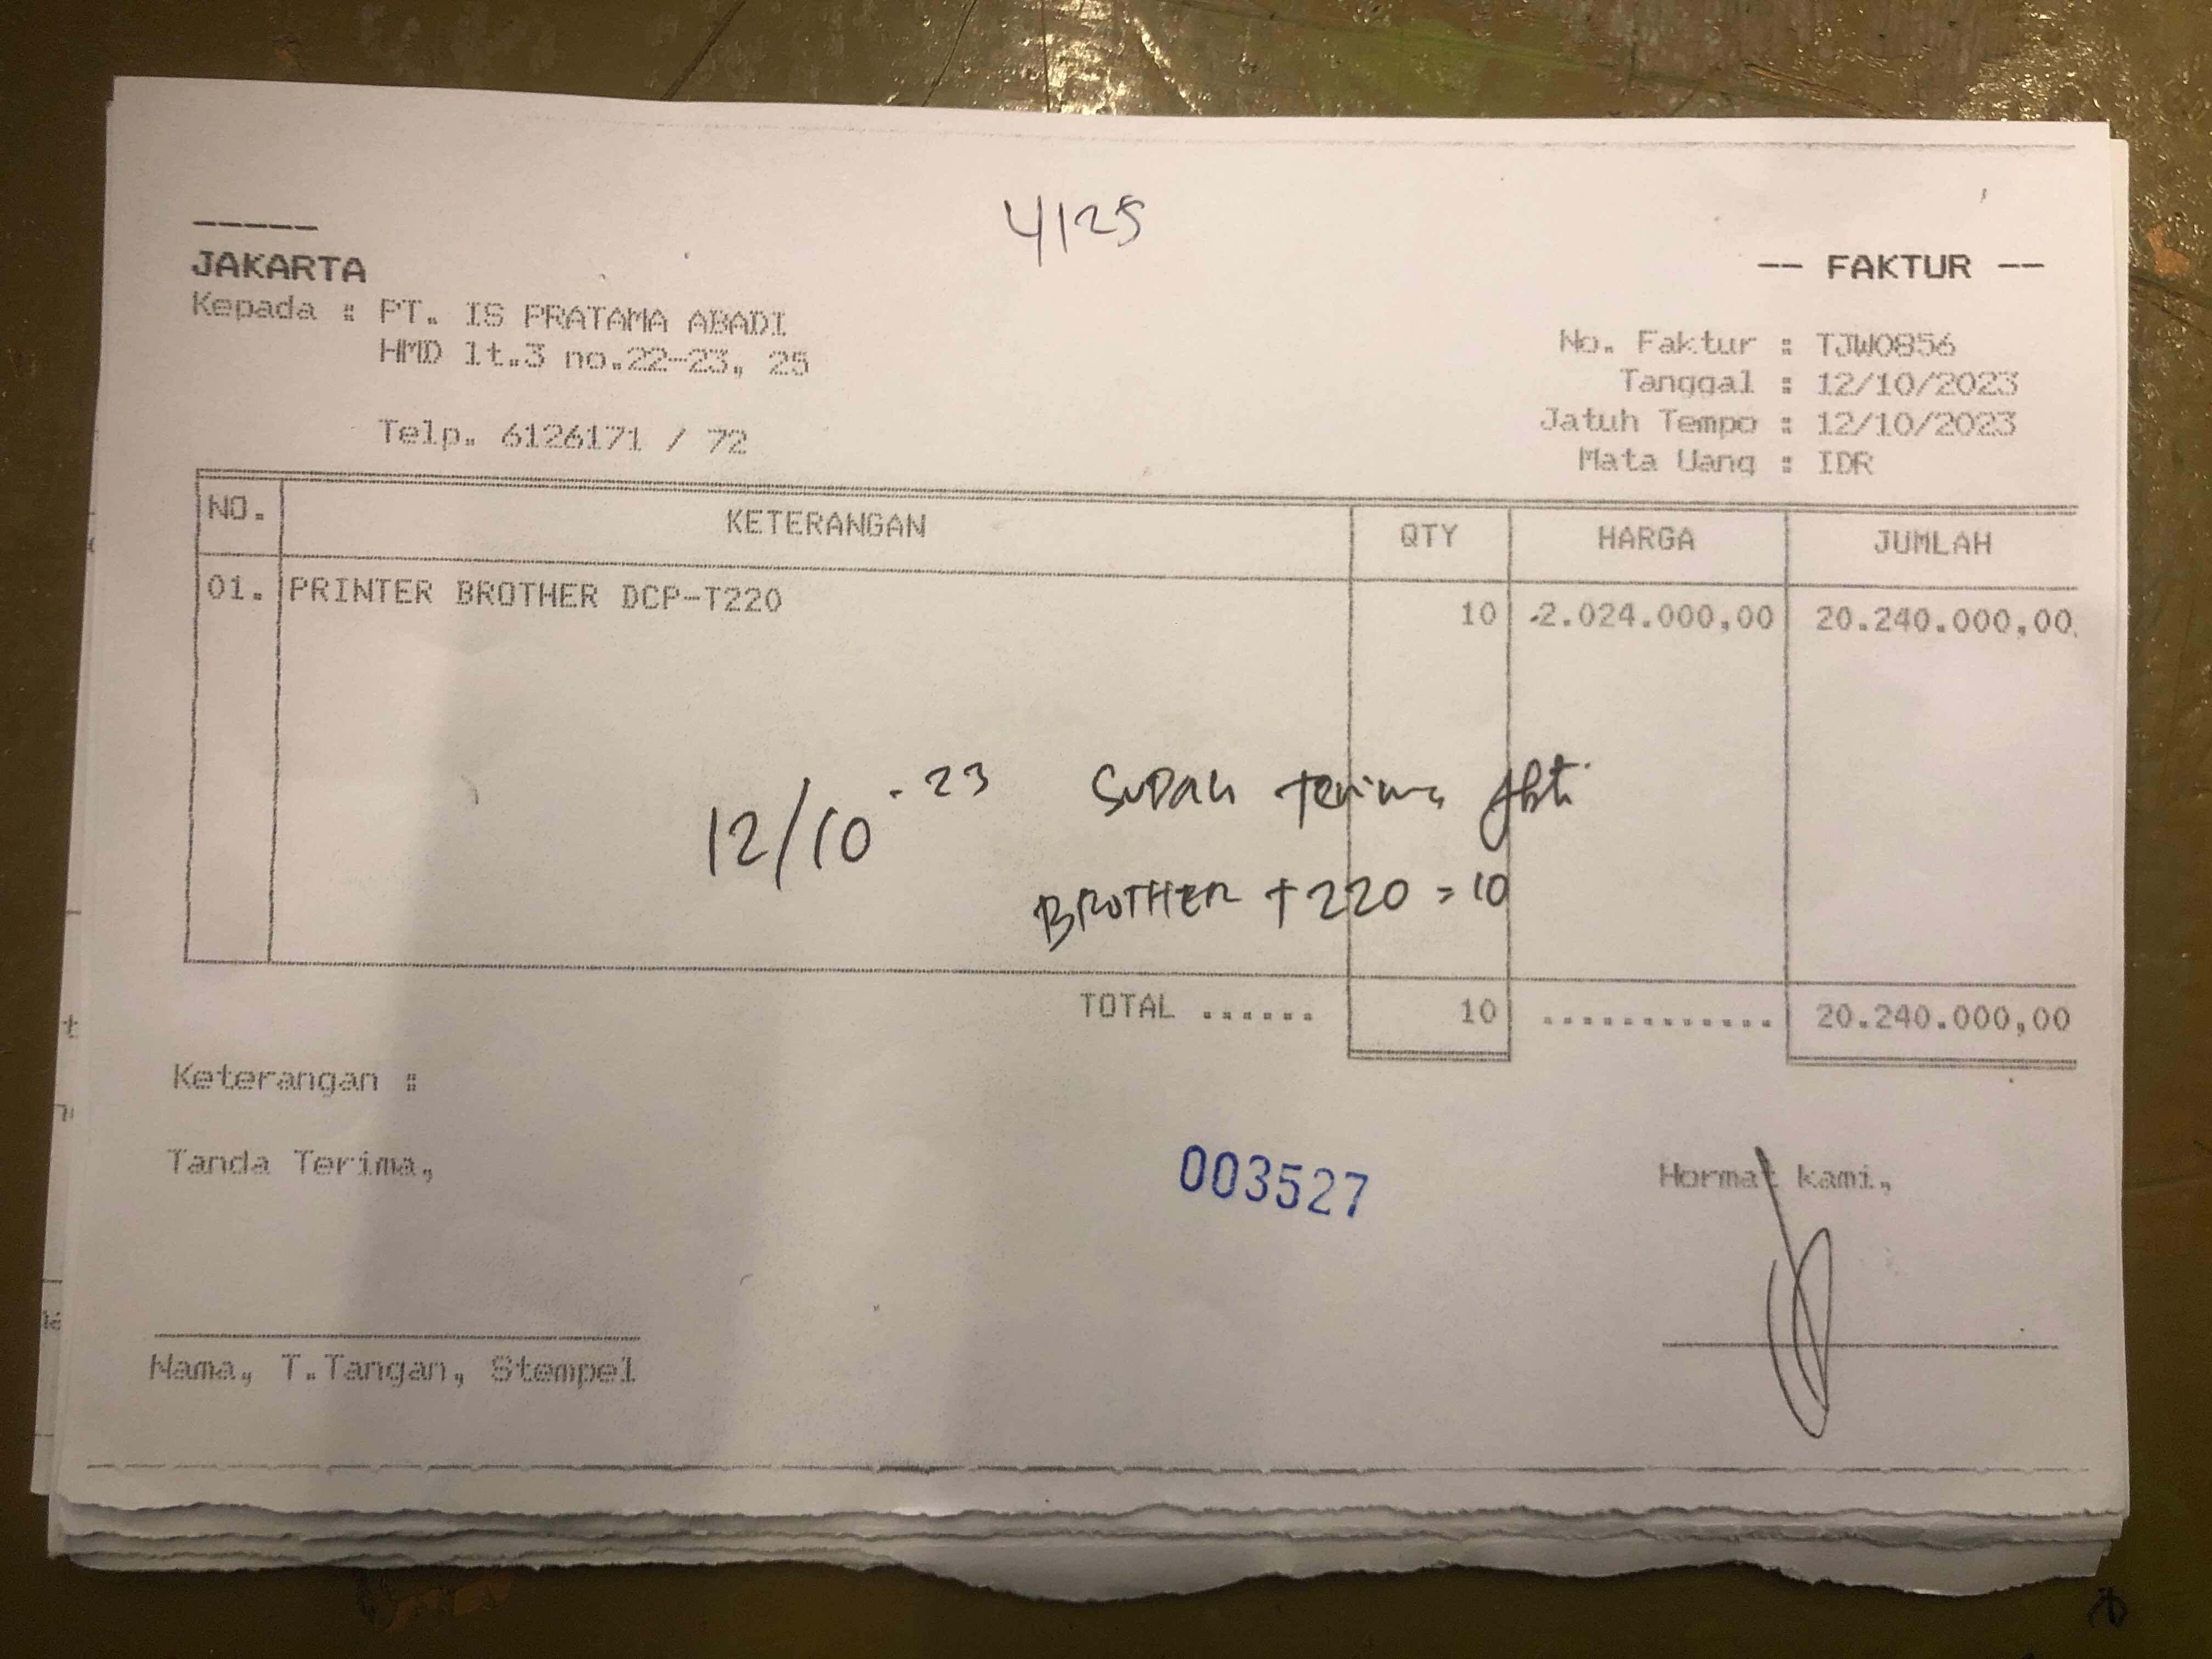 4125
-----
JAKARTA
-- FAKTUR --
Kepada : PT. IS PRATAMA ABADI
HMD lt.3 no.22-23, 25
Telp. 6126171 / 72
No. Faktur : TJW0856
Tanggal : 12/10/2023
Jatuh Tempo : 12/10/2023
Mata Uang : IDR
NO. KETERANGAN QTY HARGA JUMLAH
01. PRINTER BROTHER DCP-T220 10 2.024.000,00 20.240.000,00
12/10-23 SUDAH Terima
BROTHER T220 = 10
TOTAL ...... 10 ............ 20.240.000,00
Keterangan :
Tanda Terima,
003527
Hormat kami,
Nama, T.Tangan, Stempel